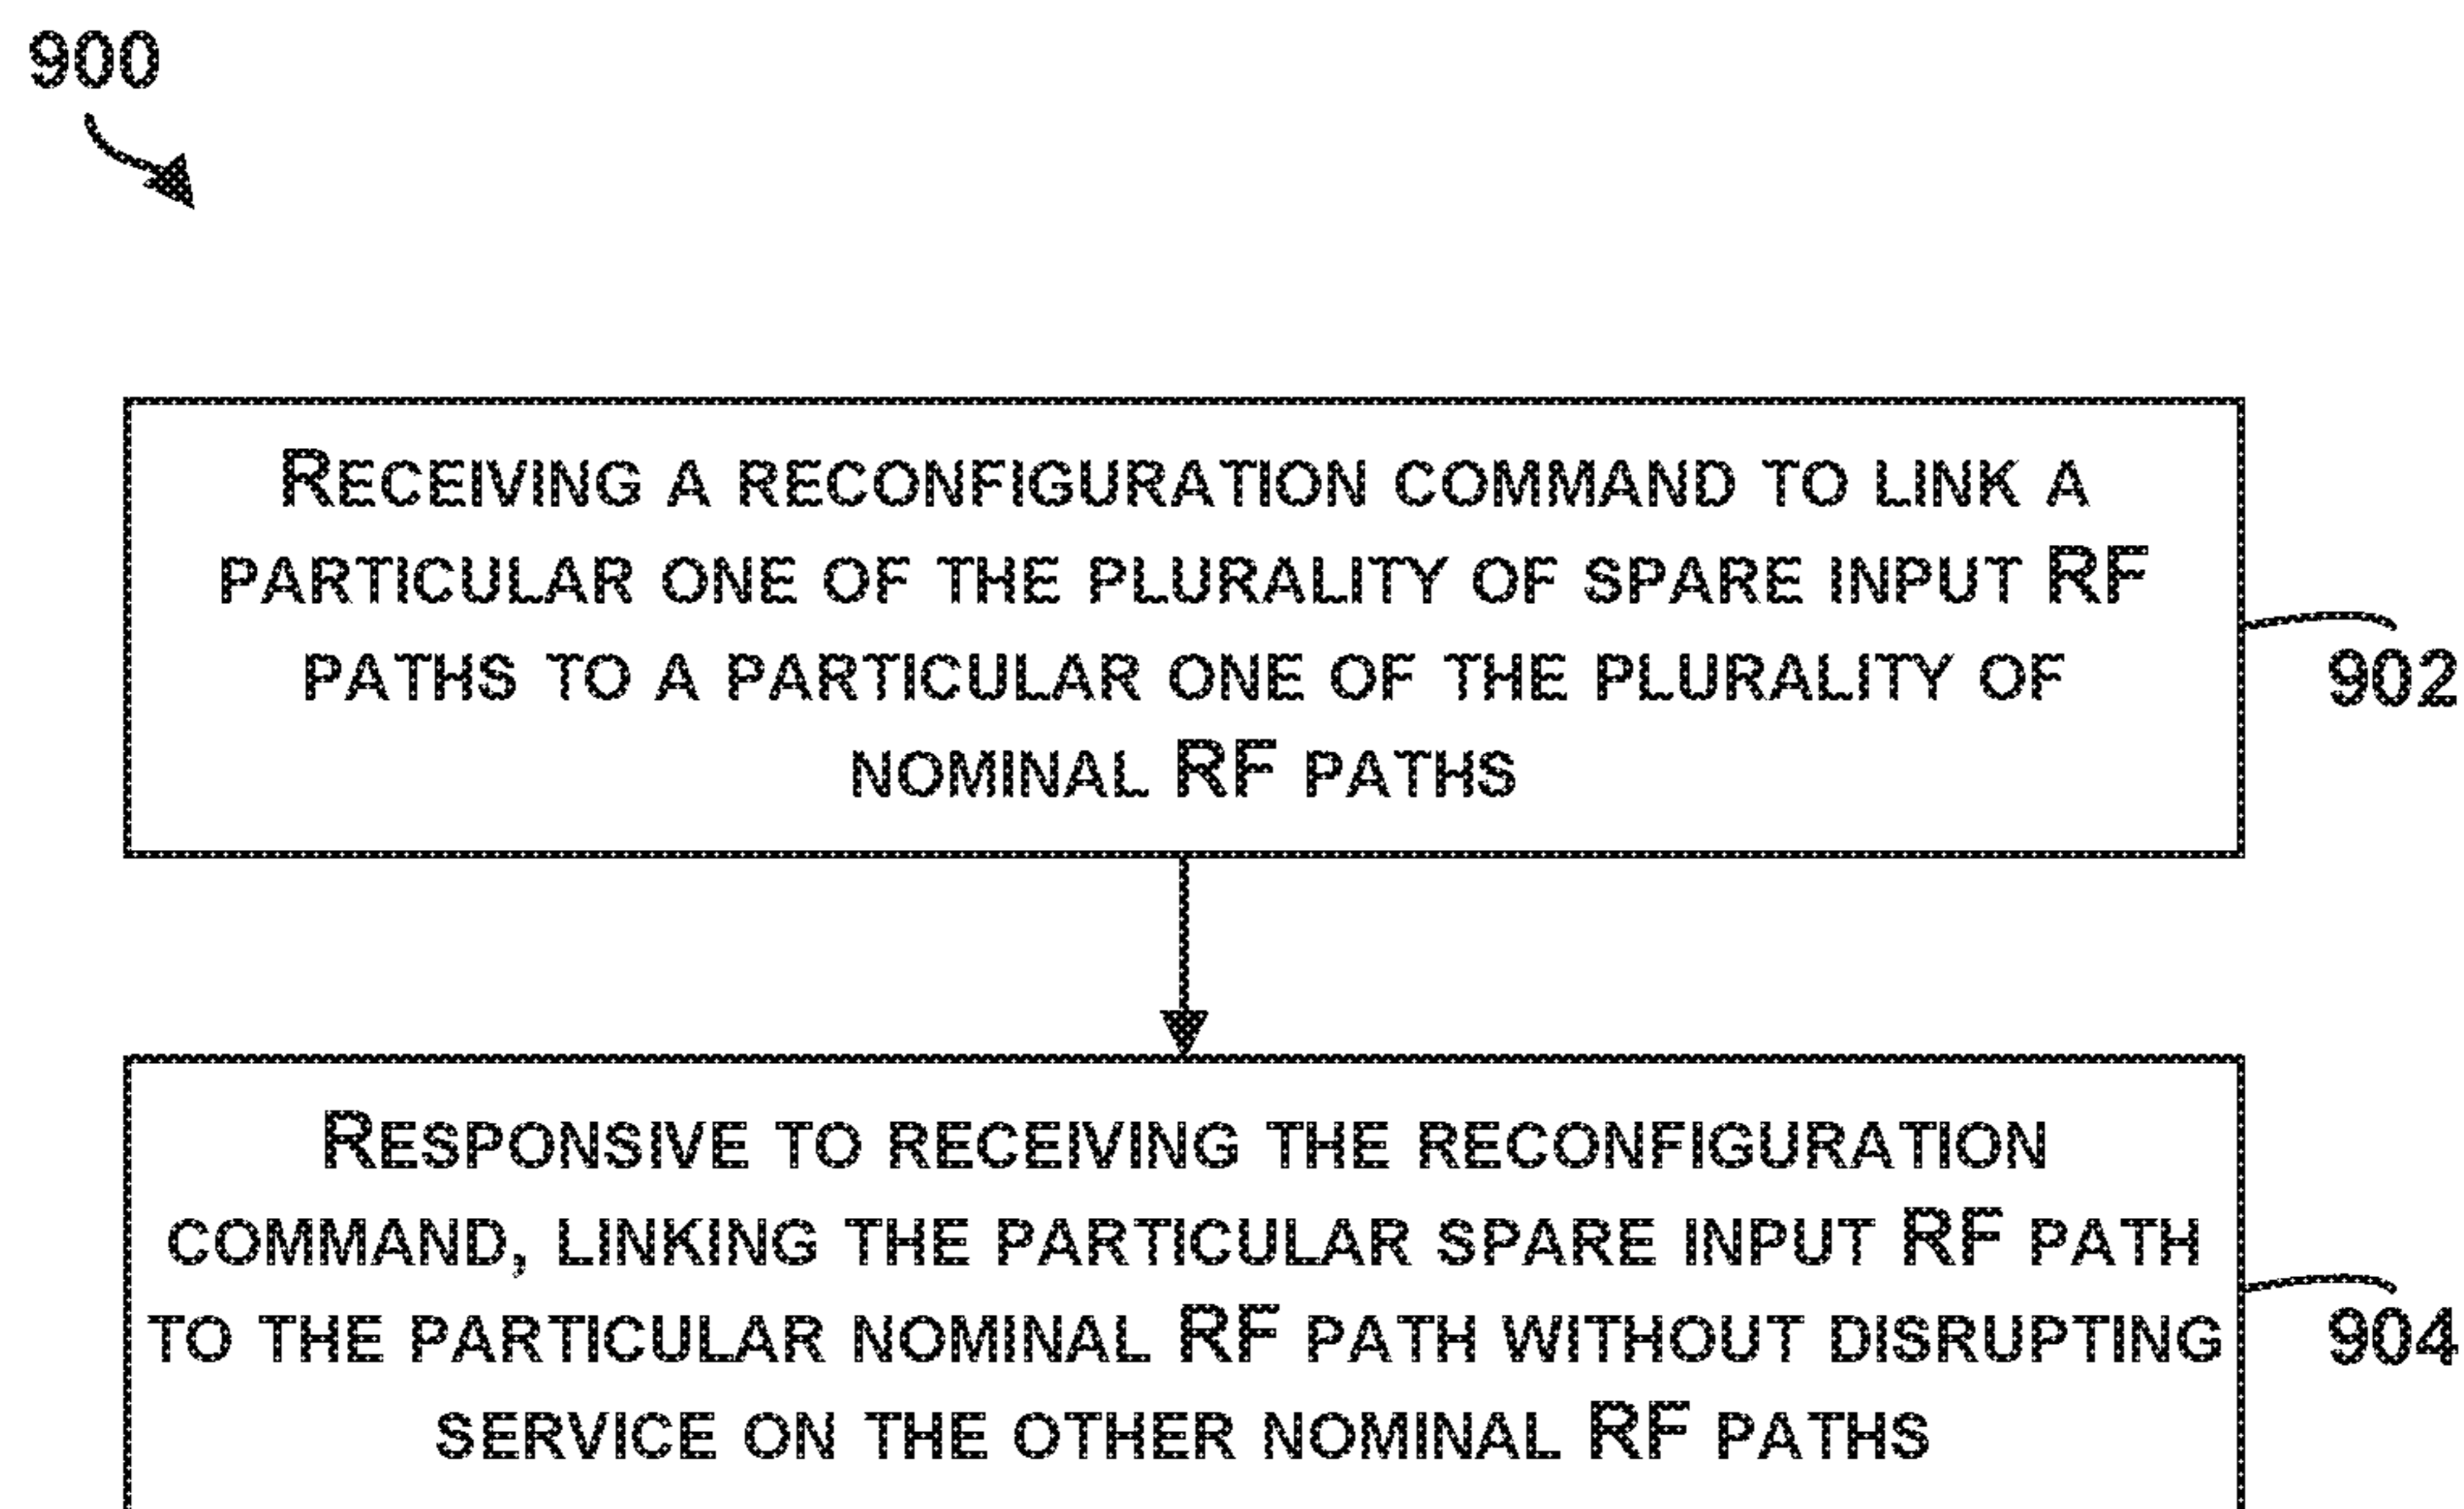 900
RECEIVING A RECONFIGURATION COMMAND TO LINK A
PARTICULAR ONE OF THE PLURALITY OF SPARE INPUT RF
PATHS TO A PARTICULAR ONE OF THE PLURALITY OF
NOMINAL RF PATHS
902
RESPONSIVE TO RECEIVING THE RECONFIGURATION
COMMAND, LINKING THE PARTICULAR SPARE INPUT RF PATH
TO THE PARTICULAR NOMINAL RF PATH WITHOUT DISRUPTING
SERVICE ON THE OTHER NOMINAL RF PATHS
904